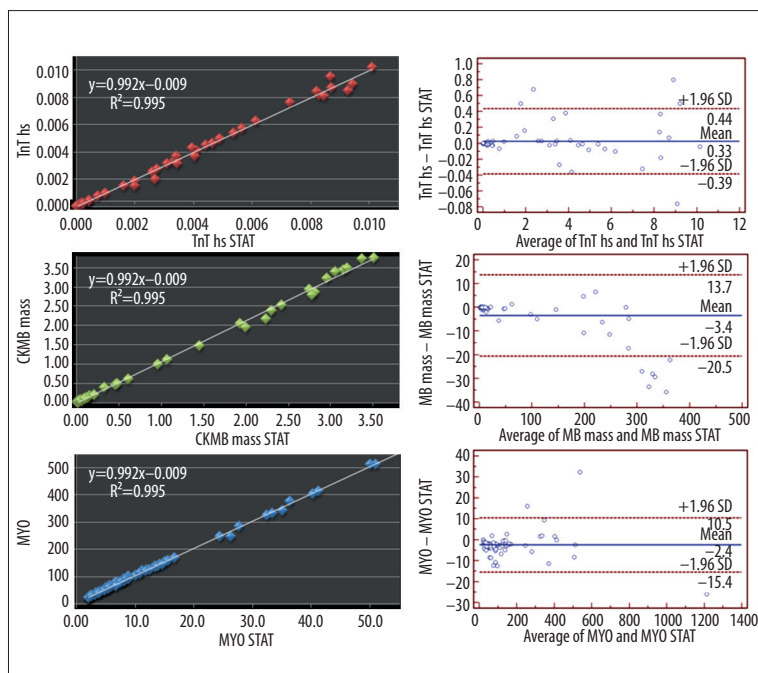 0.010
0.008
0.006
0.004
0.002
0.000
TnT hs
y=0.992x−0.009
R²=0.995
0.000 0.002 0.004 0.006 0.008 0.010
TnT hs STAT
1.0
0.8
0.6
0.4
0.2
0.0
−0.02
−0.04
−0.06
−0.08
TnT hs − TnT hs STAT
+1.96 SD
0.44
Mean
0.33
−1.96 SD
−0.39
2 4 6 8 10 12
Average of TnT hs and TnT hs STAT
3.50
3.00
2.50
2.00
1.50
1.00
0.50
0.00
CKMB mass
y=0.992x−0.009
R²=0.995
0.00 0.50 1.00 1.50 2.00 2.50 3.00 3.50
CKMB mass STAT
20
10
0
−10
−20
−30
−40
MB mass − MB mass STAT
+1.96 SD
13.7
Mean
−3.4
−1.96 SD
−20.5
0 100 200 300 400 500
Average of MB mass and MB mass STAT
500
400
300
200
100
0
MYO
y=0.992x−0.009
R²=0.995
0.0 10.0 20.0 30.0 40.0 50.0
MYO STAT
40
30
20
10
0
−10
−20
−30
MYO − MYO STAT
+1.96 SD
10.5
Mean
−2.4
−1.96 SD
−15.4
0 200 400 600 800 1000 1200 1400
Average of MYO and MYO STAT